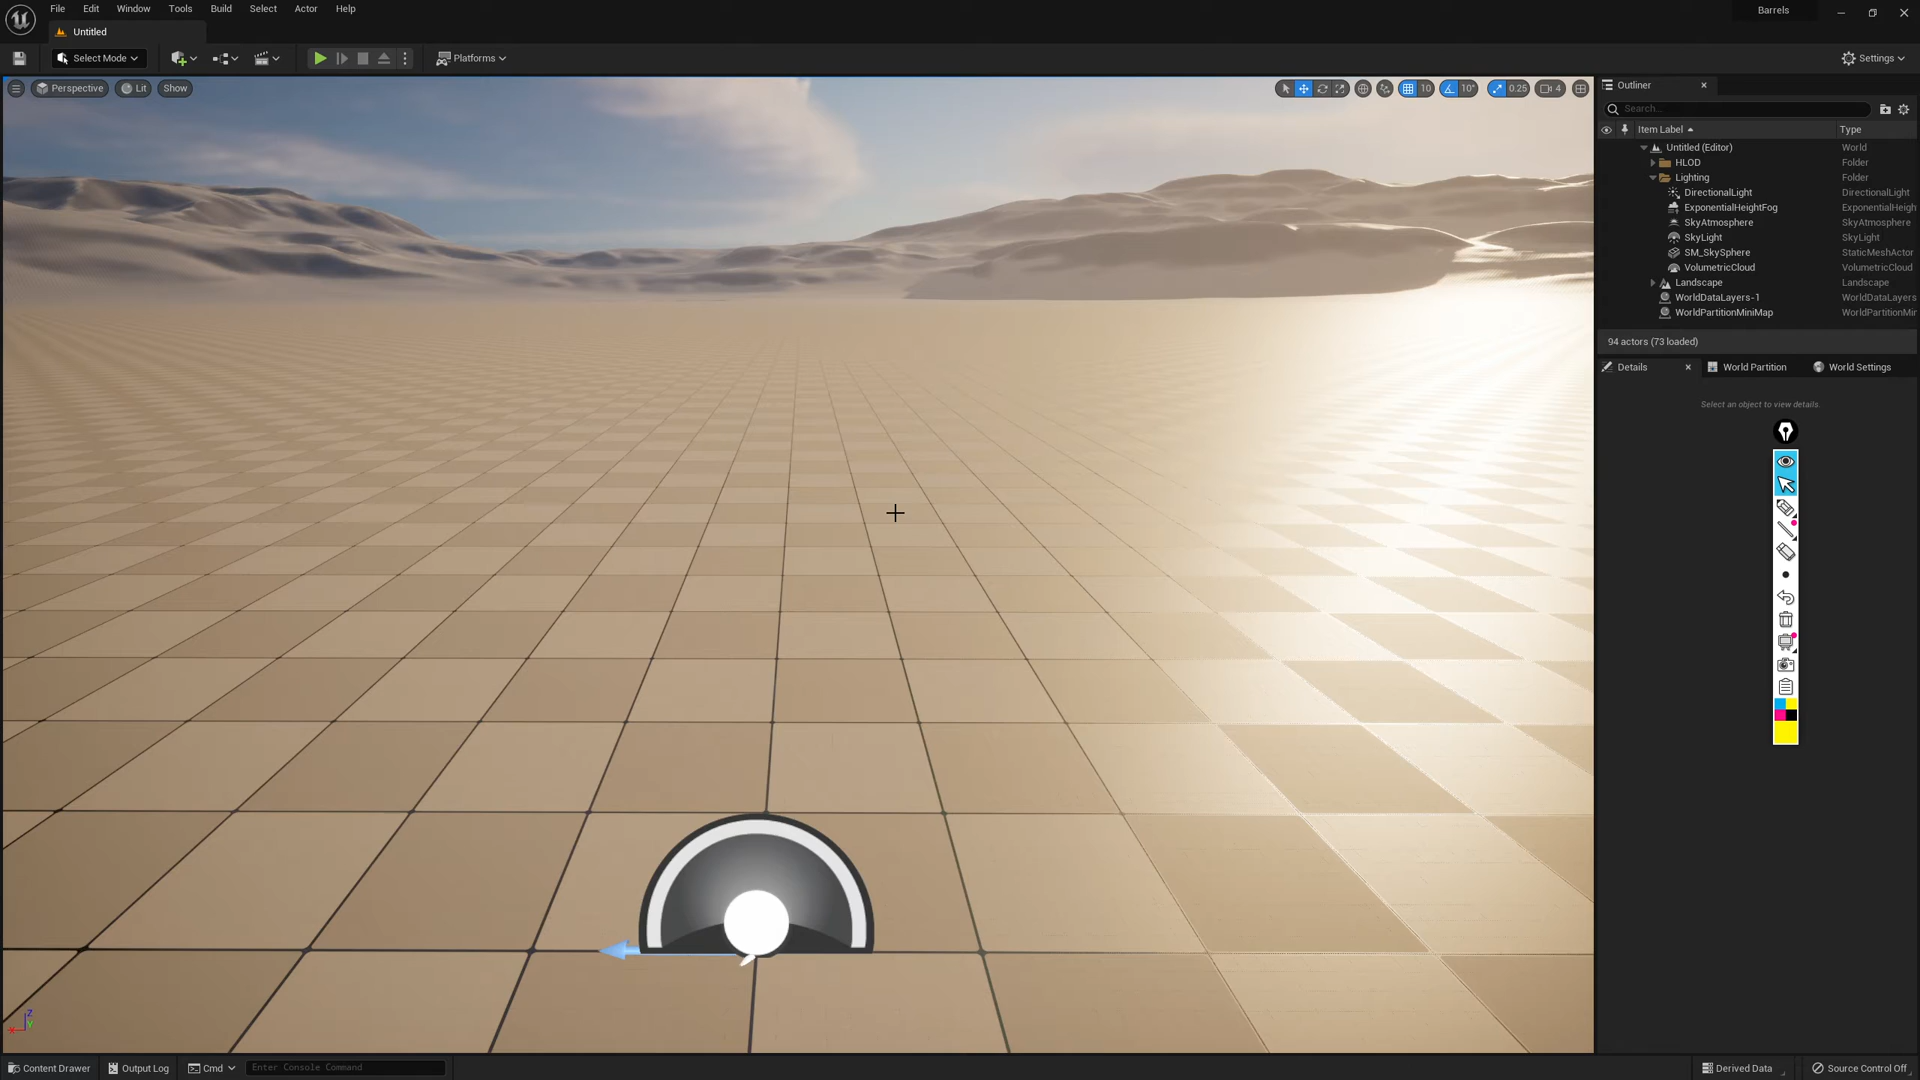 File Edit Window Tools Build Select Actor Help Barrels
Untitled
Select Mode Platforms Settings
Perspective Lit Show 10 10° 0.25 4
Outliner
Search...
Item Label Type
Untitled (Editor) World
HLOD Folder
Lighting Folder
DirectionalLight DirectionalLight
ExponentialHeightFog ExponentialHeigh
SkyAtmosphere SkyAtmosphere
SkyLight SkyLight
SM_SkySphere StaticMeshActor
VolumetricCloud VolumetricCloud
Landscape Landscape
WorldDataLayers-1 WorldDataLayers
WorldPartitionMiniMap WorldPartitionMir
94 actors (73 loaded)
Details World Partition World Settings
Select an object to view details.
Z
X Y
Content Drawer Output Log Cmd Enter Console Command Derived Data Source Control Off